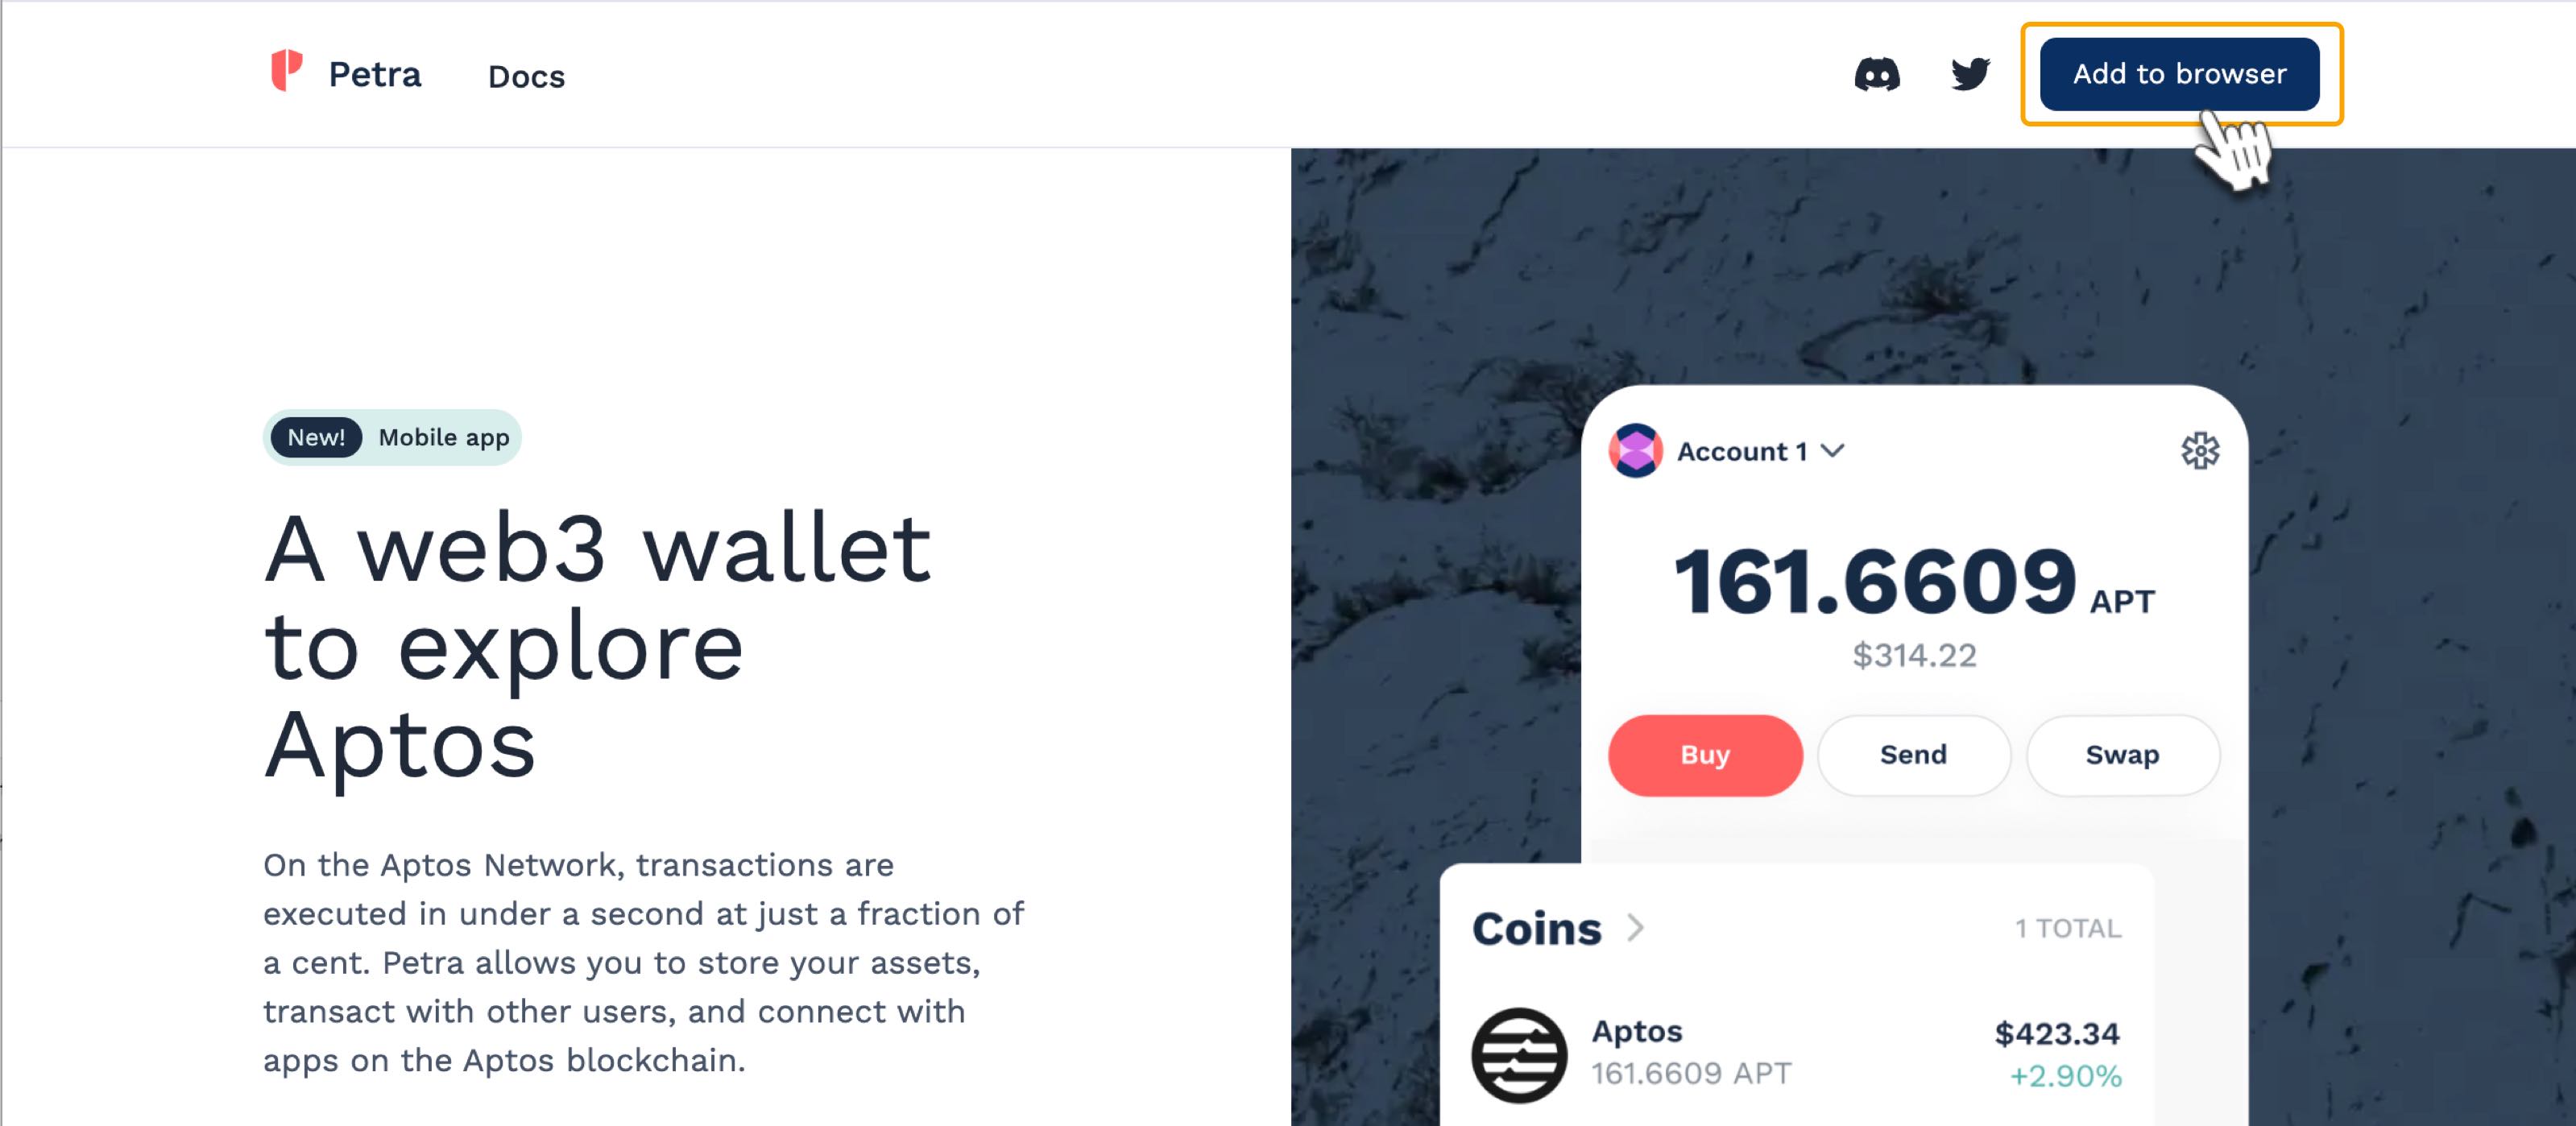 Petra
Docs
Add to browser
New! Mobile app
A web3 wallet
to explore
Aptos
On the Aptos Network, transactions are
executed in under a second at just a fraction of
a cent. Petra allows you to store your assets,
transact with other users, and connect with
apps on the Aptos blockchain.
Account 1
161.6609 APT
$314.22
Buy
Send
Swap
Coins
1 TOTAL
Aptos
$423.34
161.6609 APT
+2.90%